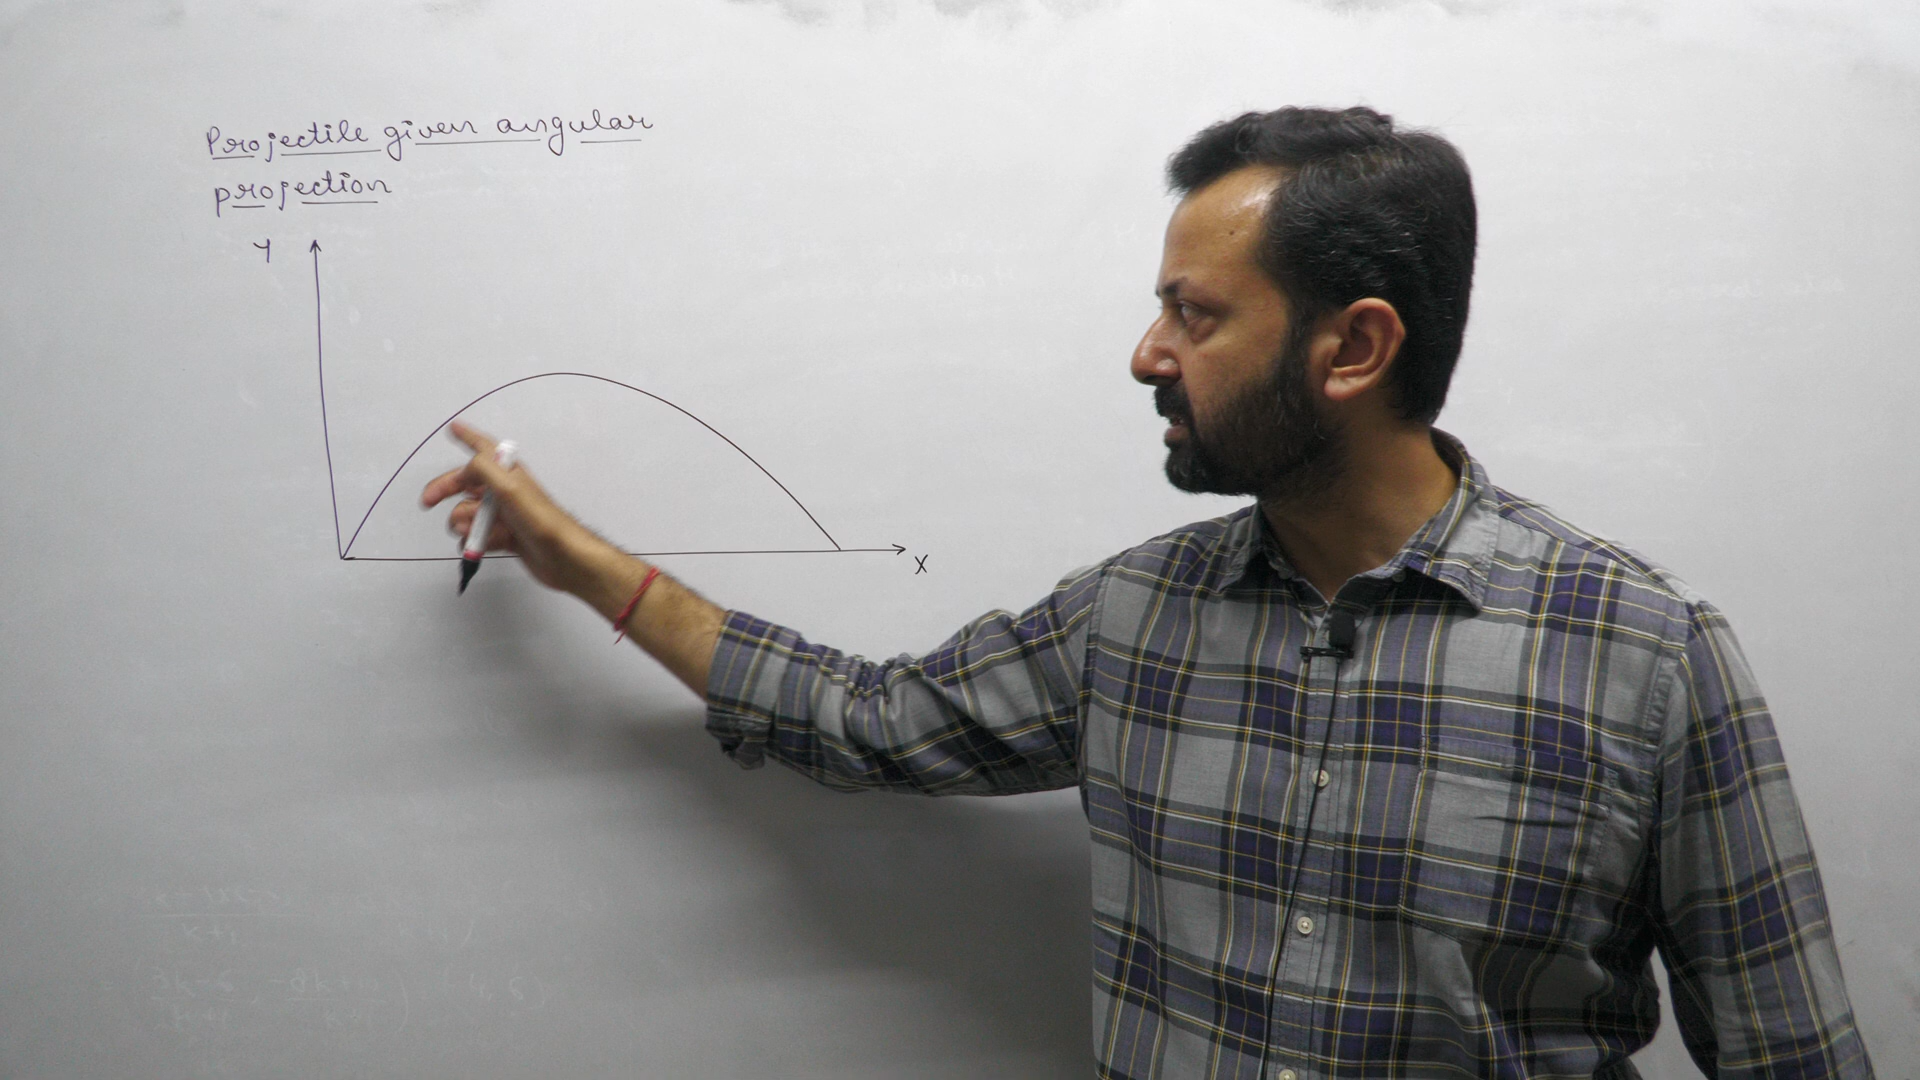 Projectile given angular
projection
Y
X